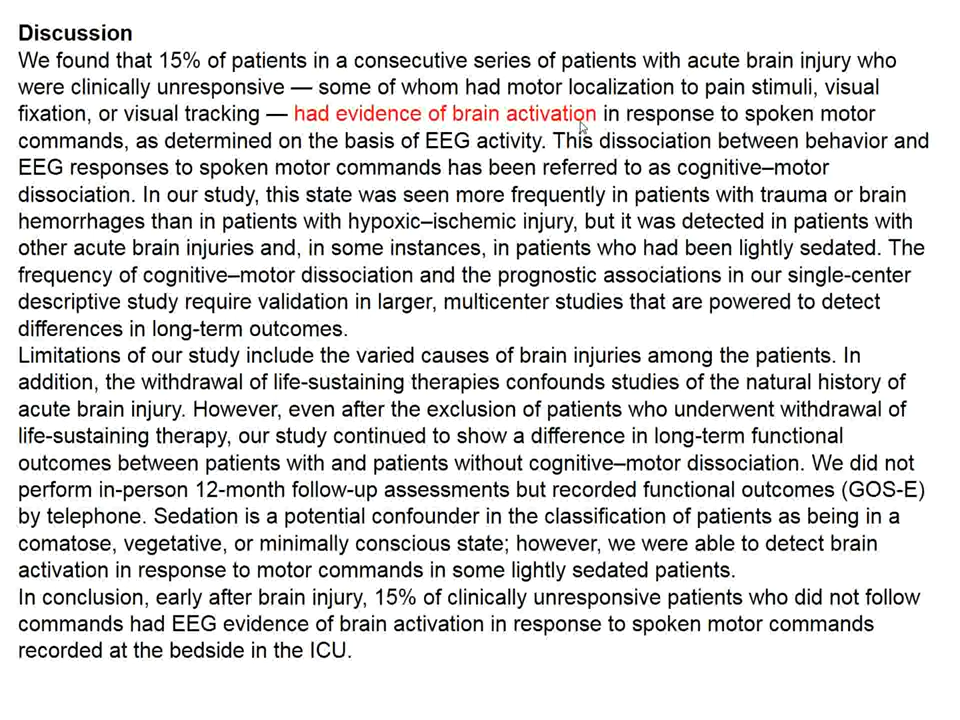 Discussion
We found that 15% of patients in a consecutive series of patients with acute brain injury who
were clinically unresponsive — some of whom had motor localization to pain stimuli, visual
fixation, or visual tracking — had evidence of brain activation in response to spoken motor
commands, as determined on the basis of EEG activity. This dissociation between behavior and
EEG responses to spoken motor commands has been referred to as cognitive–motor
dissociation. In our study, this state was seen more frequently in patients with trauma or brain
hemorrhages than in patients with hypoxic–ischemic injury, but it was detected in patients with
other acute brain injuries and, in some instances, in patients who had been lightly sedated. The
frequency of cognitive–motor dissociation and the prognostic associations in our single-center
descriptive study require validation in larger, multicenter studies that are powered to detect
differences in long-term outcomes.
Limitations of our study include the varied causes of brain injuries among the patients. In
addition, the withdrawal of life-sustaining therapies confounds studies of the natural history of
acute brain injury. However, even after the exclusion of patients who underwent withdrawal of
life-sustaining therapy, our study continued to show a difference in long-term functional
outcomes between patients with and patients without cognitive–motor dissociation. We did not
perform in-person 12-month follow-up assessments but recorded functional outcomes (GOS-E)
by telephone. Sedation is a potential confounder in the classification of patients as being in a
comatose, vegetative, or minimally conscious state; however, we were able to detect brain
activation in response to motor commands in some lightly sedated patients.
In conclusion, early after brain injury, 15% of clinically unresponsive patients who did not follow
commands had EEG evidence of brain activation in response to spoken motor commands
recorded at the bedside in the ICU.